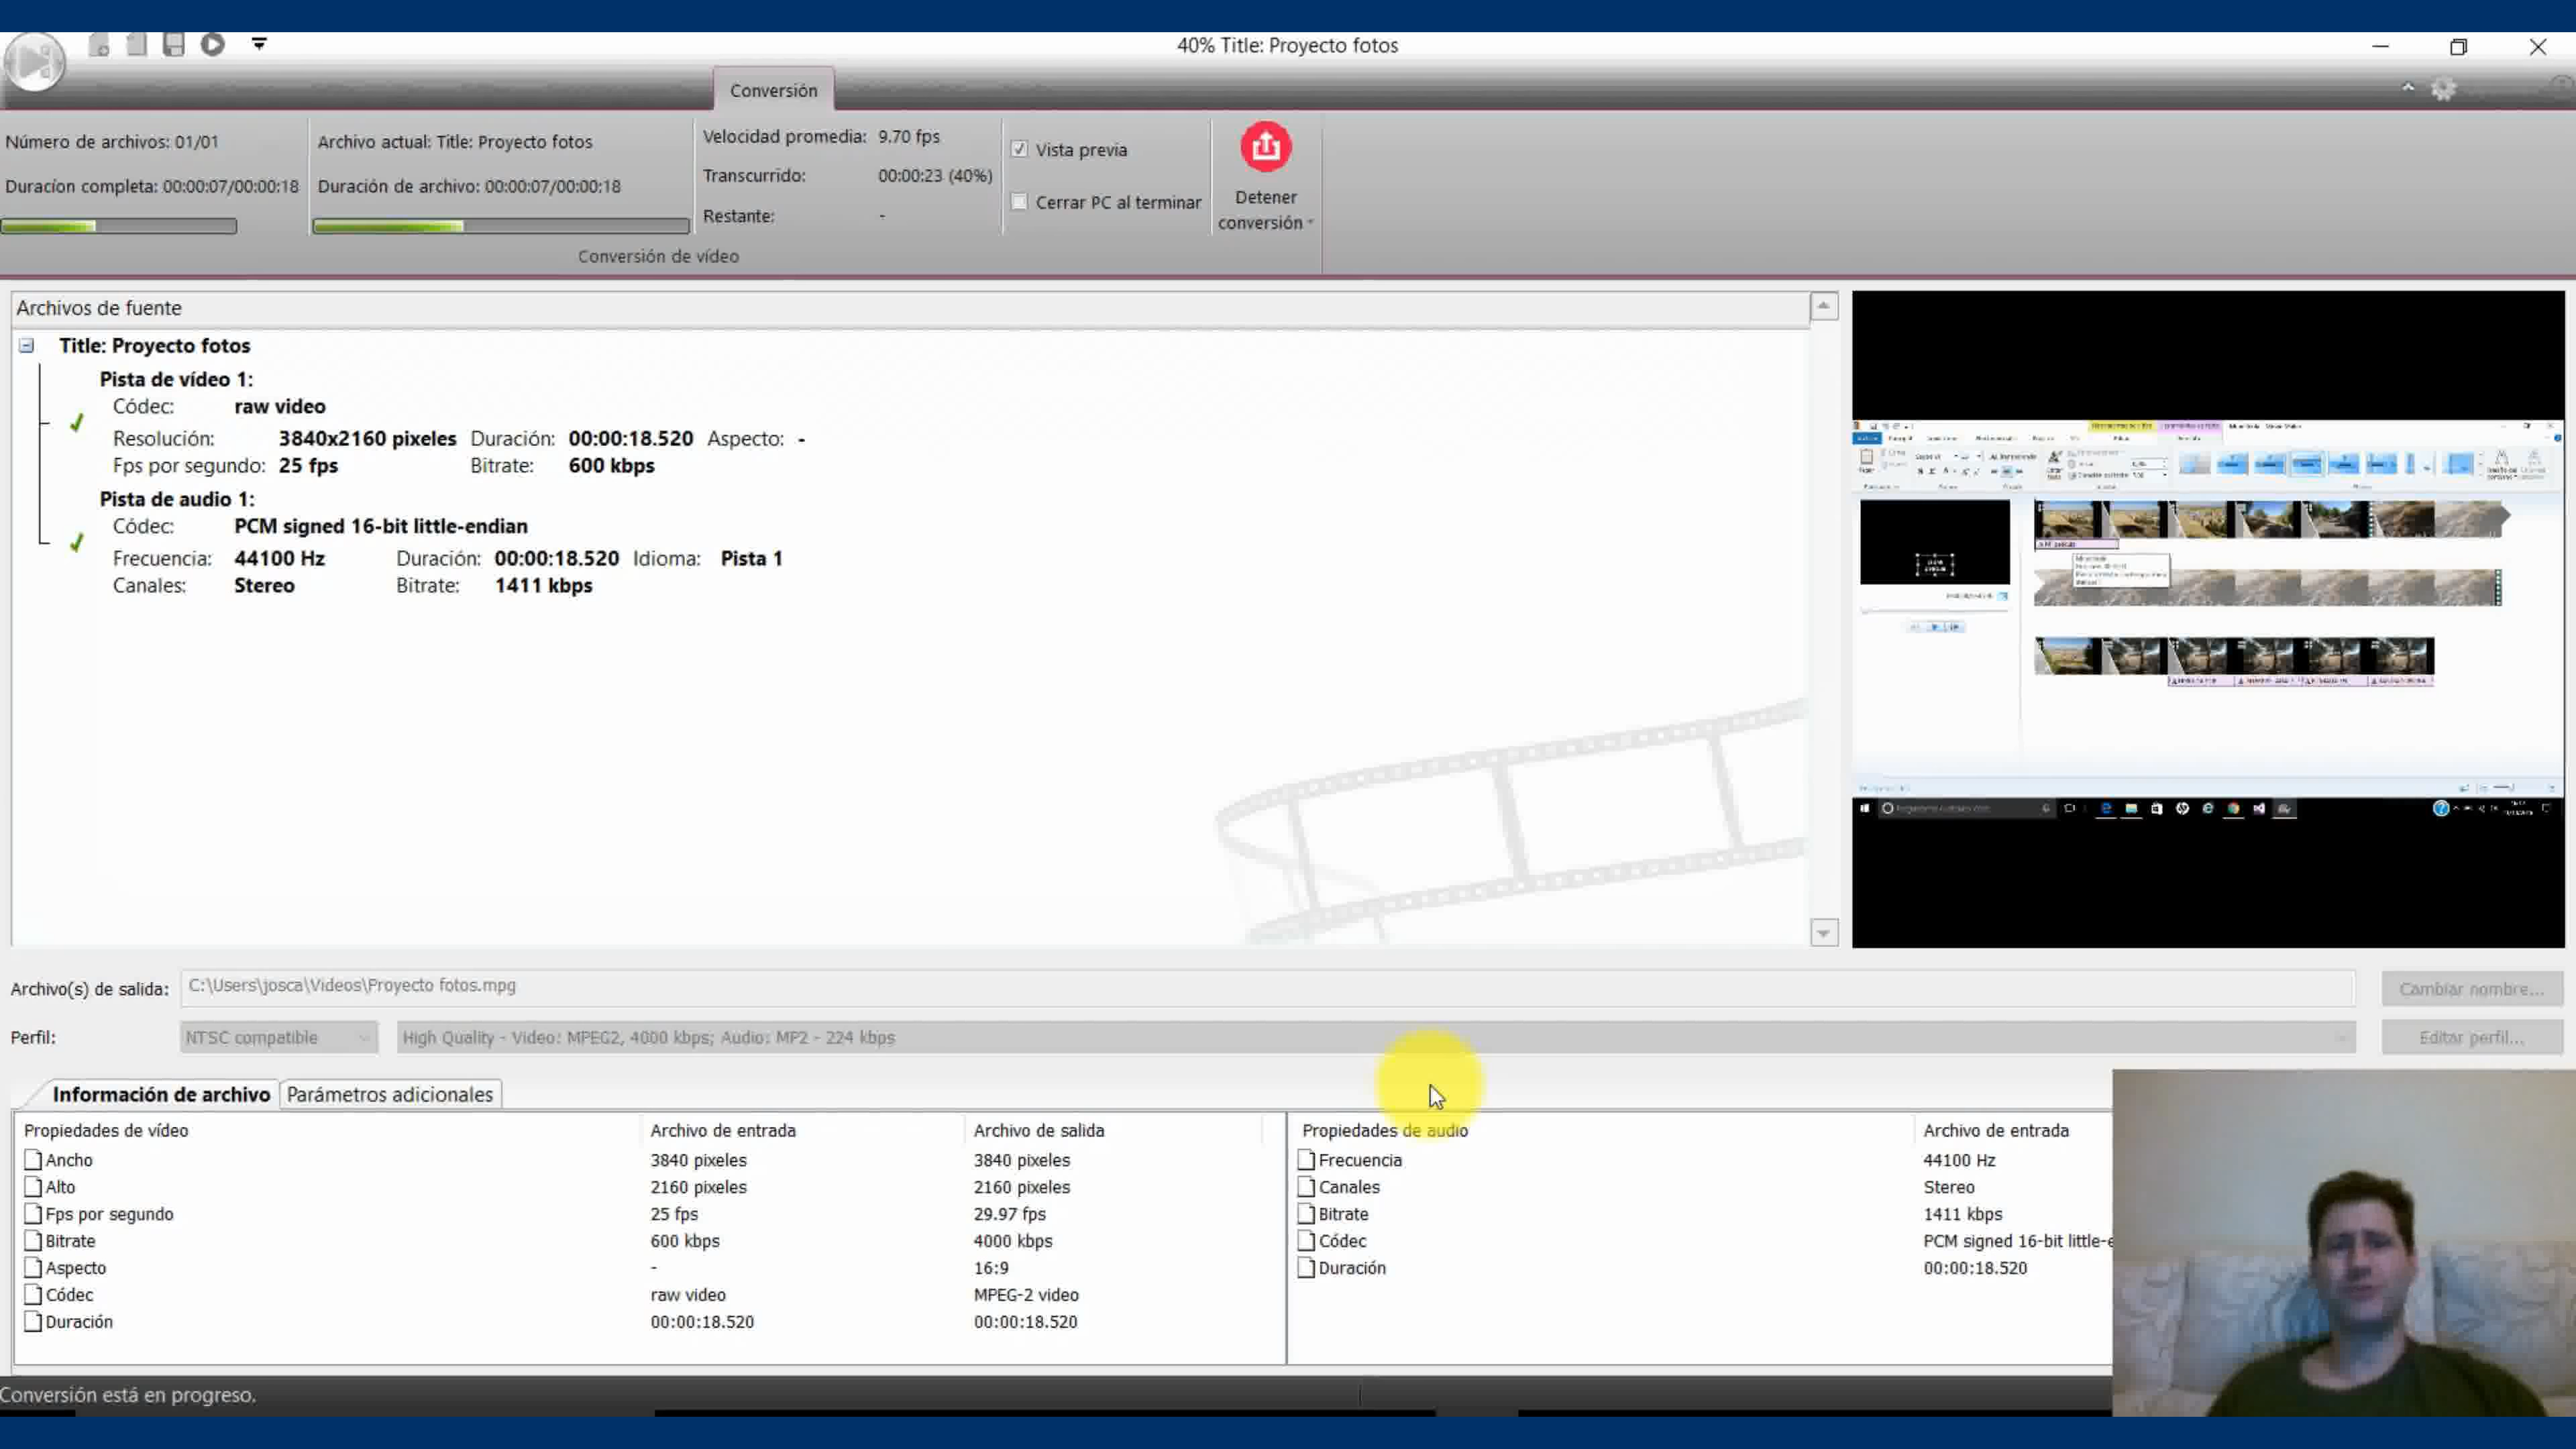 40% Title: Proyecto fotos
Conversión
Número de archivos: 01/01
Duracíon completa: 00:00:07/00:00:18
Archivo actual: Title: Proyecto fotos
Duración de archivo: 00:00:07/00:00:18
Velocidad promedia: 9.70 fps
Transcurrido: 00:00:23 (40%)
Restante: -
Vista previa
Cerrar PC al terminar
Detener
conversión
Conversión de vídeo
Archivos de fuente
Title: Proyecto fotos
Pista de vídeo 1:
Códec: raw video
Resolución: 3840x2160 pixeles Duración: 00:00:18.520 Aspecto: -
Fps por segundo: 25 fps Bitrate: 600 kbps
Pista de audio 1:
Códec: PCM signed 16-bit little-endian
Frecuencia: 44100 Hz Duración: 00:00:18.520 Idioma: Pista 1
Canales: Stereo Bitrate: 1411 kbps
Archivo(s) de salida: C:\Users\josca\Videos\Proyecto fotos.mpg Cambiar nombre...
Perfil: NTSC compatible High Quality - Video: MPEG2, 4000 kbps; Audio: MP2 - 224 kbps Editar perfil...
Información de archivo Parámetros adicionales
Propiedades de vídeo Archivo de entrada Archivo de salida
Ancho 3840 pixeles 3840 pixeles
Alto 2160 pixeles 2160 pixeles
Fps por segundo 25 fps 29.97 fps
Bitrate 600 kbps 4000 kbps
Aspecto - 16:9
Códec raw video MPEG-2 video
Duración 00:00:18.520 00:00:18.520
Propiedades de audio Archivo de entrada
Frecuencia 44100 Hz
Canales Stereo
Bitrate 1411 kbps
Códec PCM signed 16-bit little-e
Duración 00:00:18.520
Conversión está en progreso.